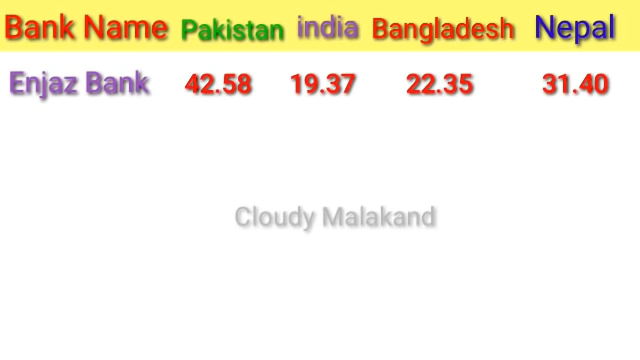 Bank Name Pakistan india Bangladesh Nepal
Enjaz Bank 42.58 19.37 22.35 31.40
Cloudy Malakand